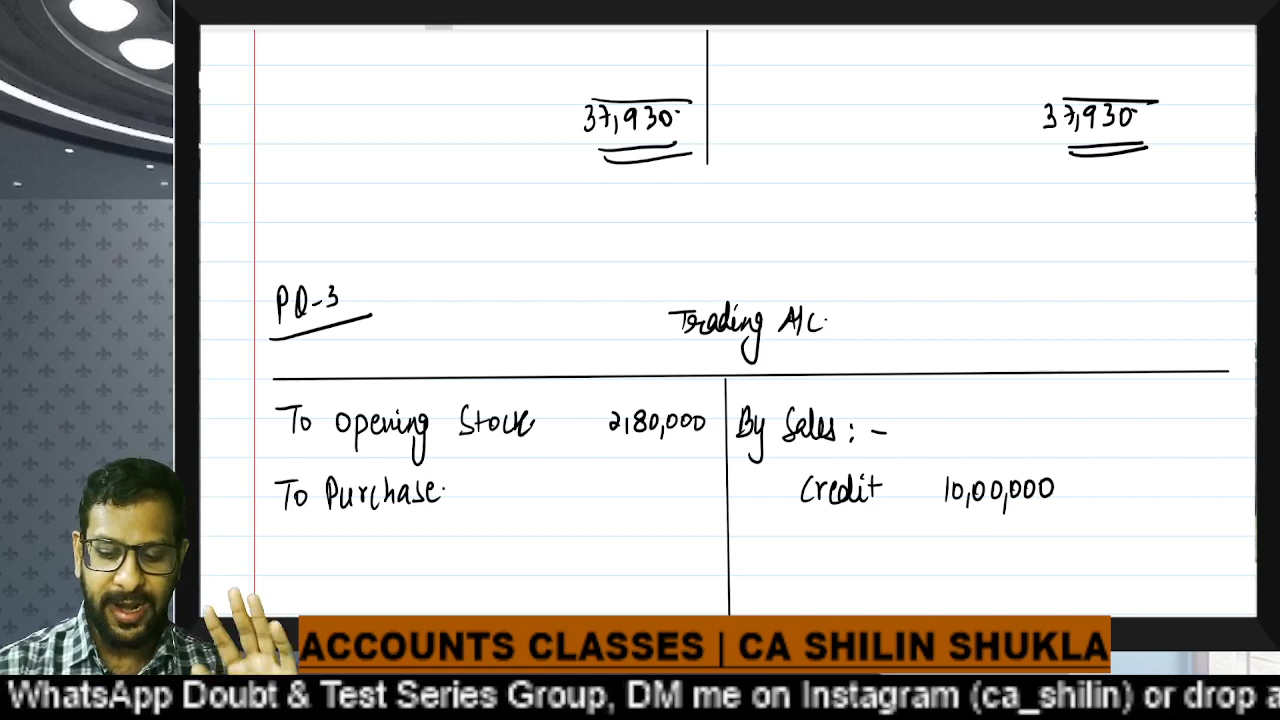 37,930 37,930
PQ-3
Trading A/c.
To opening Stock 2,80,000 By Sales : -
To Purchase. Credit 10,00,000
ACCOUNTS CLASSES | CA SHILIN SHUKLA
WhatsApp Doubt & Test Series Group, DM me on Instagram (ca_shilin) or drop a